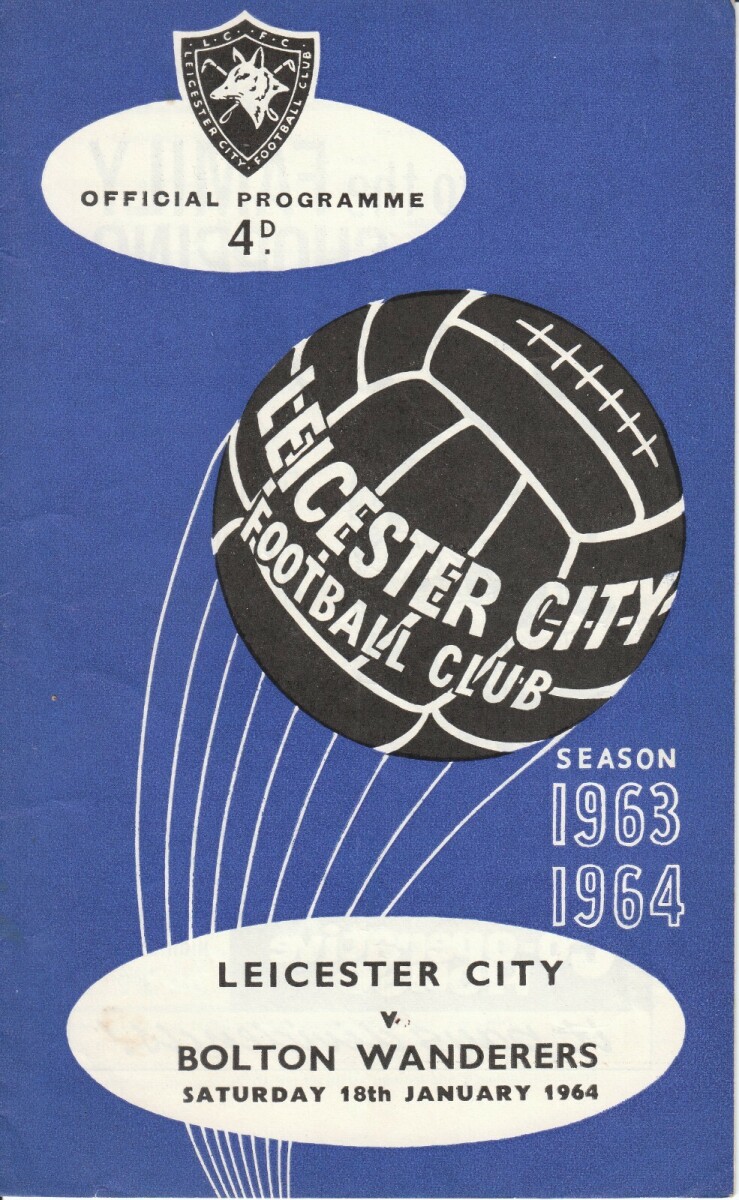 L · C · F · C
LEICESTER CITY · FOOTBALL CLUB
OFFICIAL PROGRAMME
4D.
LEICESTER CITY
FOOTBALL CLUB
SEASON
1963
1964
LEICESTER CITY
v.
BOLTON WANDERERS
SATURDAY 18th JANUARY 1964